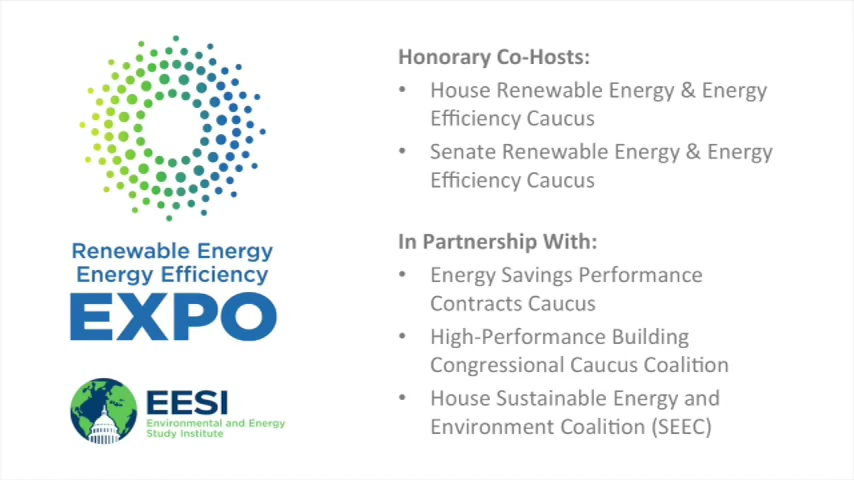 Renewable Energy
Energy Efficiency
EXPO
EESI
Environmental and Energy
Study Institute
Honorary Co-Hosts:
• House Renewable Energy & Energy
Efficiency Caucus
• Senate Renewable Energy & Energy
Efficiency Caucus
In Partnership With:
• Energy Savings Performance
Contracts Caucus
• High-Performance Building
Congressional Caucus Coalition
• House Sustainable Energy and
Environment Coalition (SEEC)